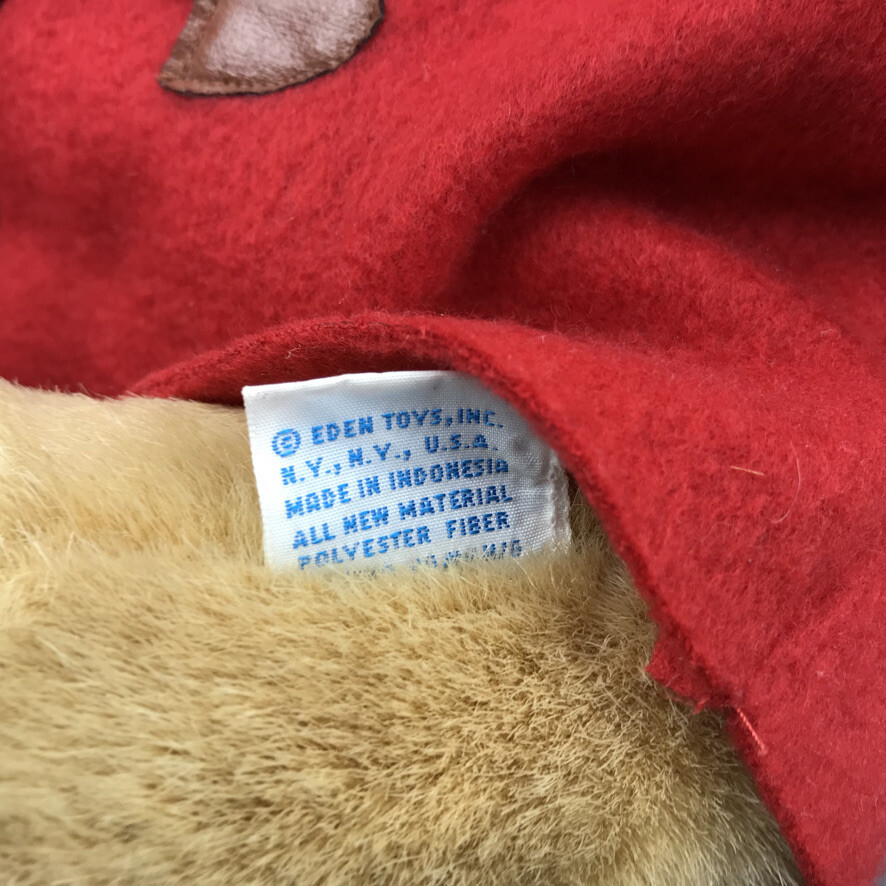 © EDEN TOYS, INC.
N.Y., N.Y., U.S.A.
MADE IN INDONESIA
ALL NEW MATERIAL
POLYESTER FIBER